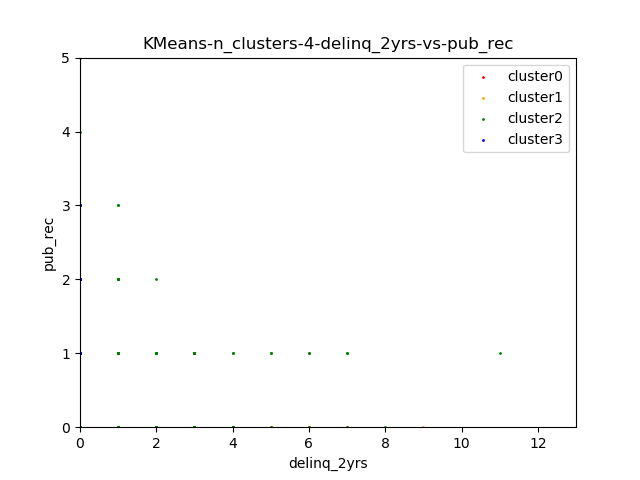 KMeans-n_clusters-4-delinq_2yrs-vs-pub_rec
cluster0
cluster1
cluster2
cluster3
5
4
3
2
1
0
pub_rec
0 2 4 6 8 10 12
delinq_2yrs